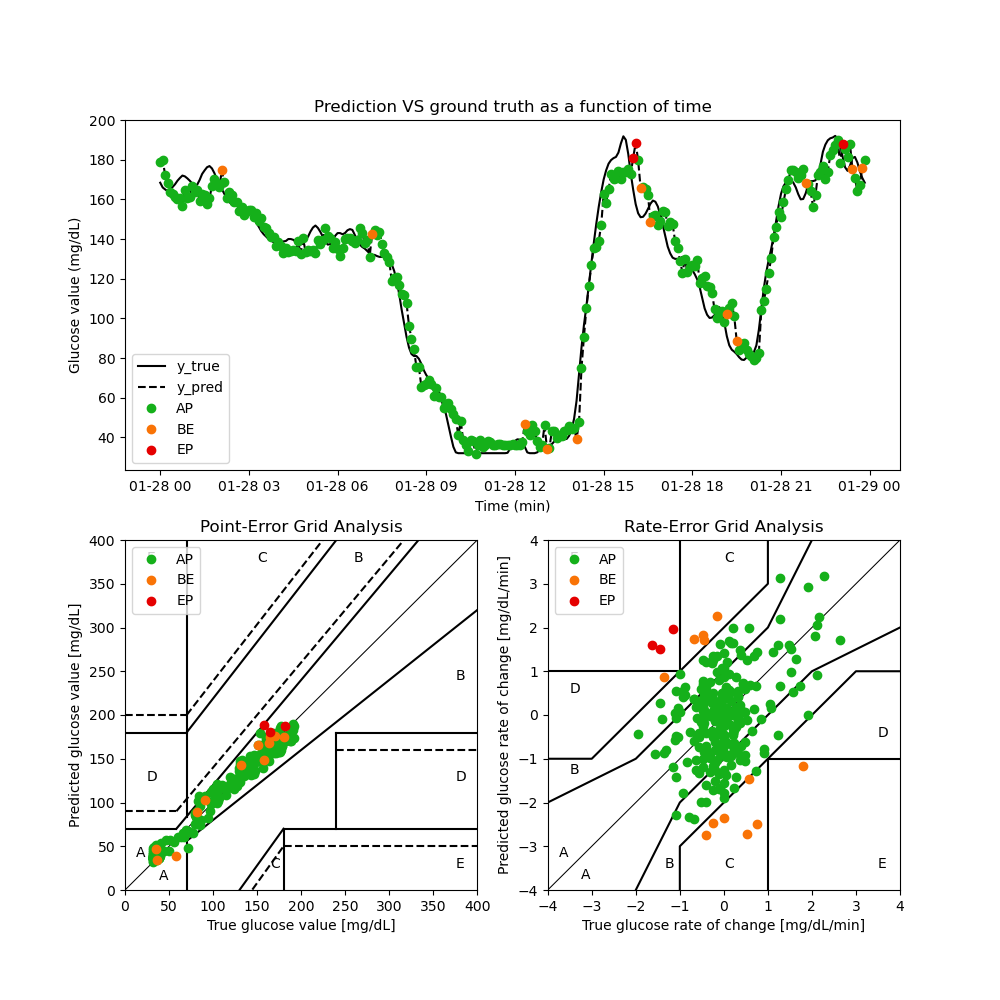 Prediction VS ground truth as a function of time
Glucose value (mg/dL)
200
180
160
140
120
100
80
60
40
y_true
y_pred
AP
BE
EP
01-28 00 01-28 03 01-28 06 01-28 09 01-28 12 01-28 15 01-28 18 01-28 21 01-29 00
Time (min)
Point-Error Grid Analysis
Predicted glucose value [mg/dL]
400
350
300
250
200
150
100
50
0
AP
BE
EP
C
B
B
D
D
A
A
C
E
0 50 100 150 200 250 300 350 400
True glucose value [mg/dL]
Rate-Error Grid Analysis
Predicted glucose rate of change [mg/dL/min]
4
3
2
1
0
−1
−2
−3
−4
AP
BE
EP
C
D
D
B
A
A
B
C
E
−4 −3 −2 −1 0 1 2 3 4
True glucose rate of change [mg/dL/min]